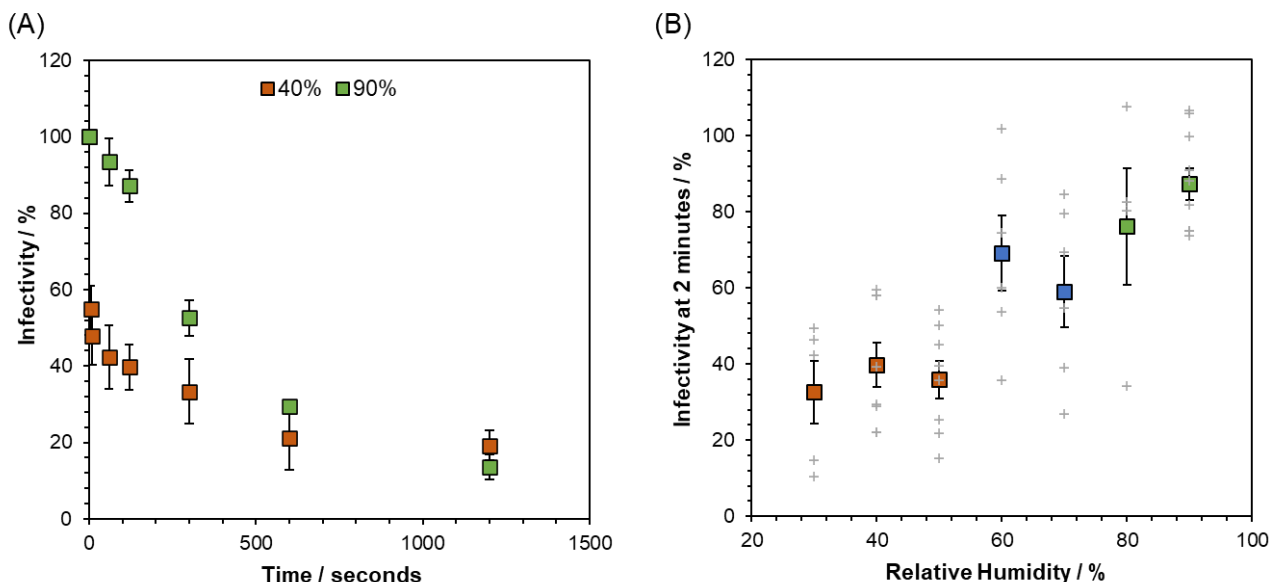 (A)
120
100
80
60
40
20
0
Infectivity / %
40% 90%
0 500 1000 1500
Time / seconds
(B)
120
100
80
60
40
20
0
Infectivity at 2 minutes / %
20 40 60 80 100
Relative Humidity / %